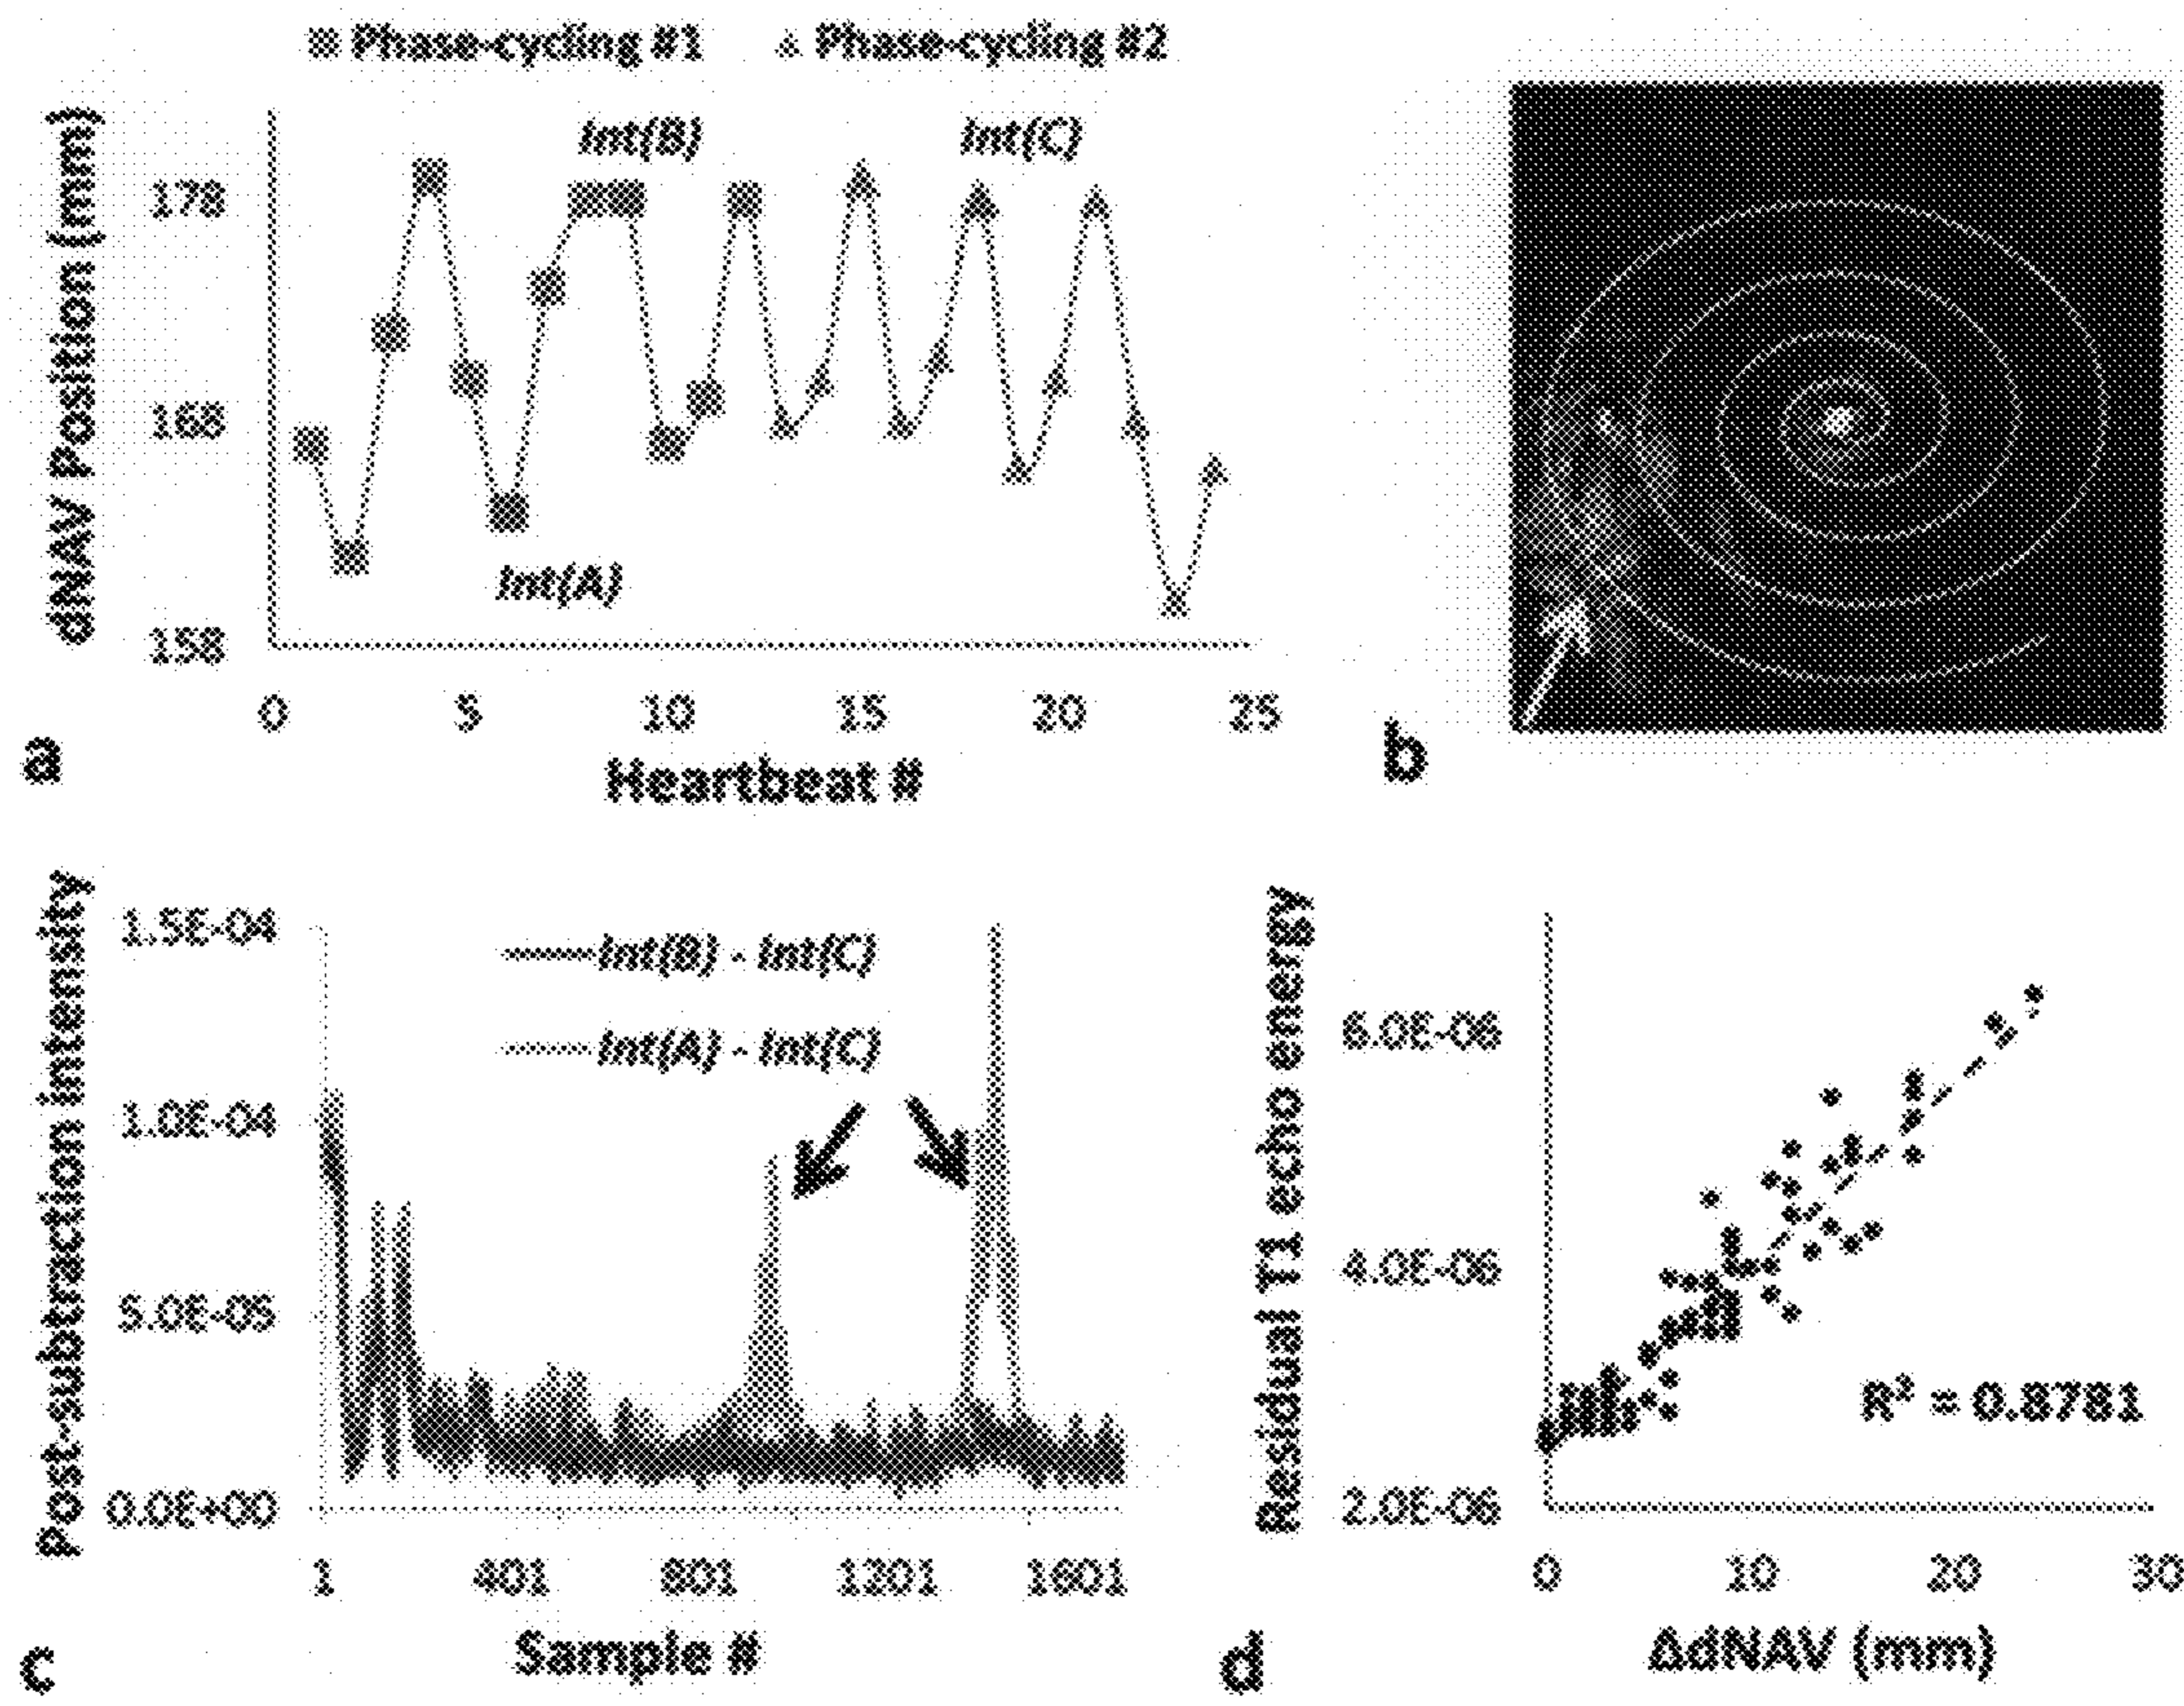 Phase-cycling #1 Phase-cycling #2
dNAV Position (mm)
178
168
158
Int(B)
Int(C)
Int(A)
0 5 10 15 20 25
Heartbeat #
a
b
Post-subtraction intensity
1.5E-04
1.0E-04
5.0E-05
0.0E+00
Int(B) - Int(C)
Int(A) - Int(C)
1 401 801 1201 1601
Sample #
c
Residual T1 echo energy
6.0E-06
4.0E-06
2.0E-06
R² = 0.8781
0 10 20 30
ΔdNAV (mm)
d